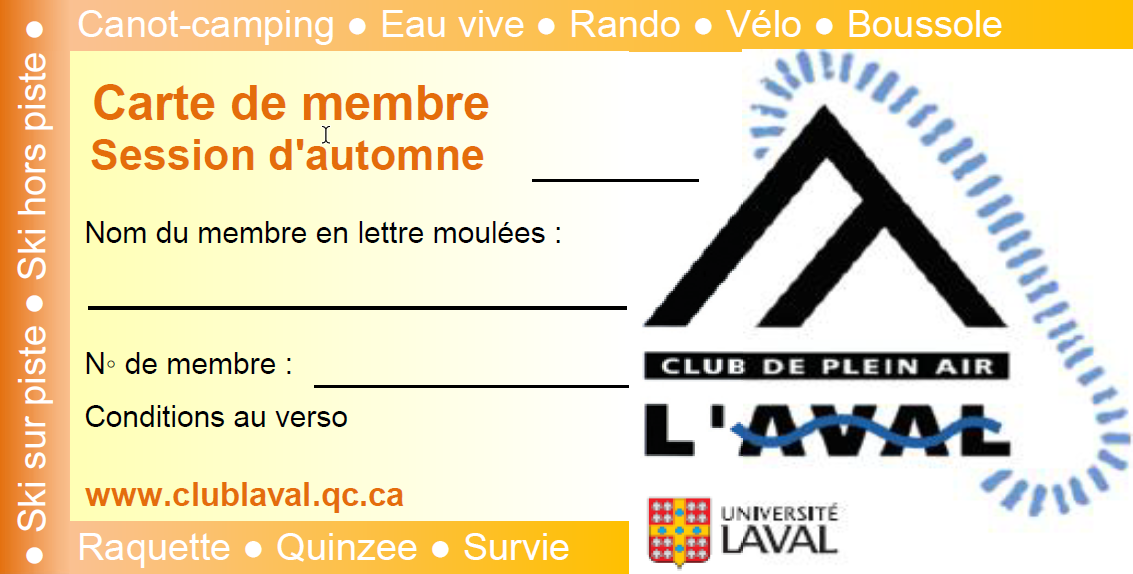 Canot-camping ● Eau vive ● Rando ● Vélo ● Boussole
● Ski sur piste ● Ski hors piste ●
Carte de membre
Session d'automne
Nom du membre en lettre moulées :
N◦ de membre :
Conditions au verso
www.clublaval.qc.ca
Raquette ● Quinzee ● Survie
CLUB DE PLEIN AIR
L'AVAL
UNIVERSITÉ
LAVAL